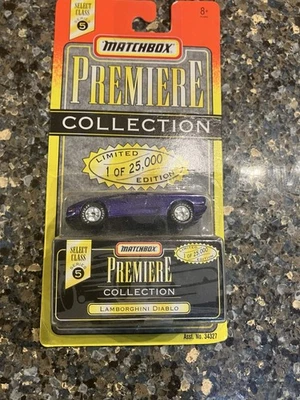 SELECT CLASS
5
8+
MATCHBOX
PREMIERE
COLLECTION
LIMITED
1 OF 25,000
EDITION
SELECT CLASS
5
MATCHBOX
PREMIERE
COLLECTION
LAMBORGHINI DIABLO
Asst. No. 34327